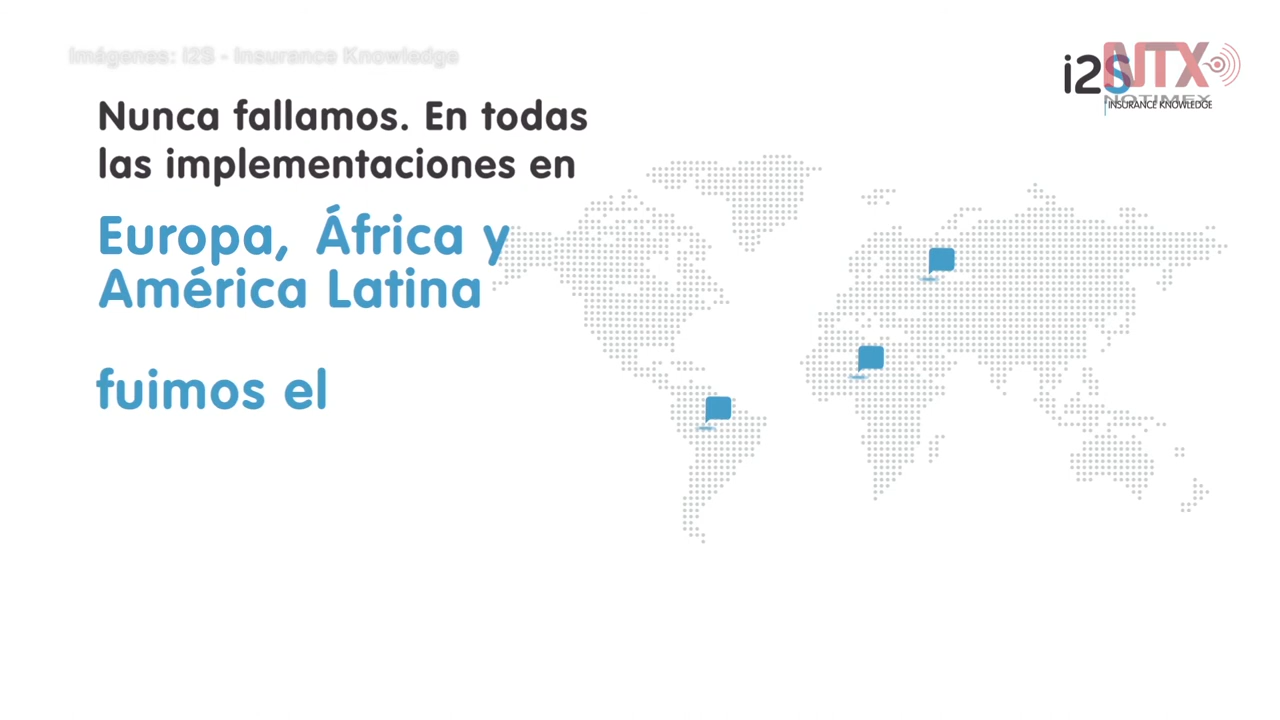 Imágenes: i2S - Insurance Knowledge
i2S
NTX
NOTIMEX
INSURANCE KNOWLEDGE
Nunca fallamos. En todas
las implementaciones en
Europa, África y
América Latina
fuimos el